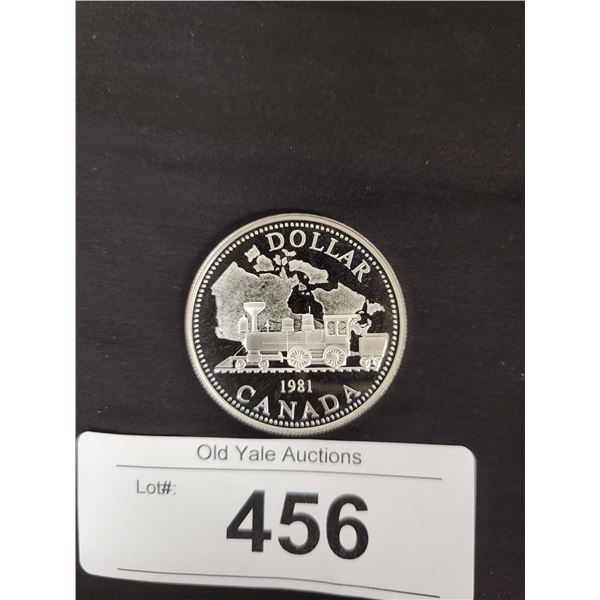 DOLLAR
1981
CANADA
Old Yale Auctions
Lot#:
456